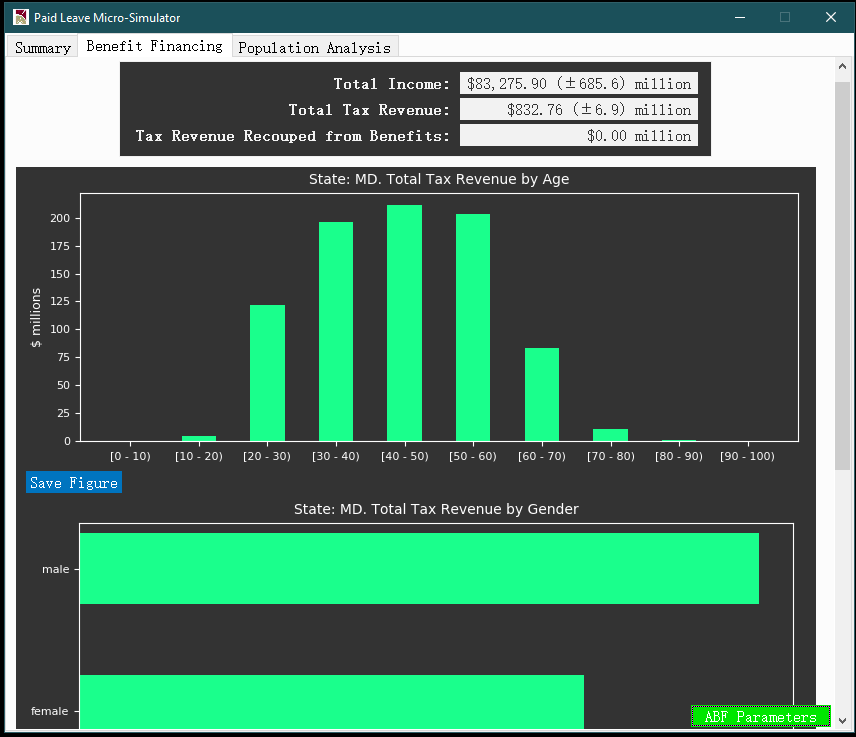 Paid Leave Micro-Simulator
Summary Benefit Financing Population Analysis
Total Income: $83,275.90 (±685.6) million
Total Tax Revenue: $832.76 (±6.9) million
Tax Revenue Recouped from Benefits: $0.00 million
State: MD. Total Tax Revenue by Age
200
175
150
125
100
75
50
25
0
$ millions
[0 - 10) [10 - 20) [20 - 30) [30 - 40) [40 - 50) [50 - 60) [60 - 70) [70 - 80) [80 - 90) [90 - 100)
Save Figure
State: MD. Total Tax Revenue by Gender
male
female
ABF Parameters